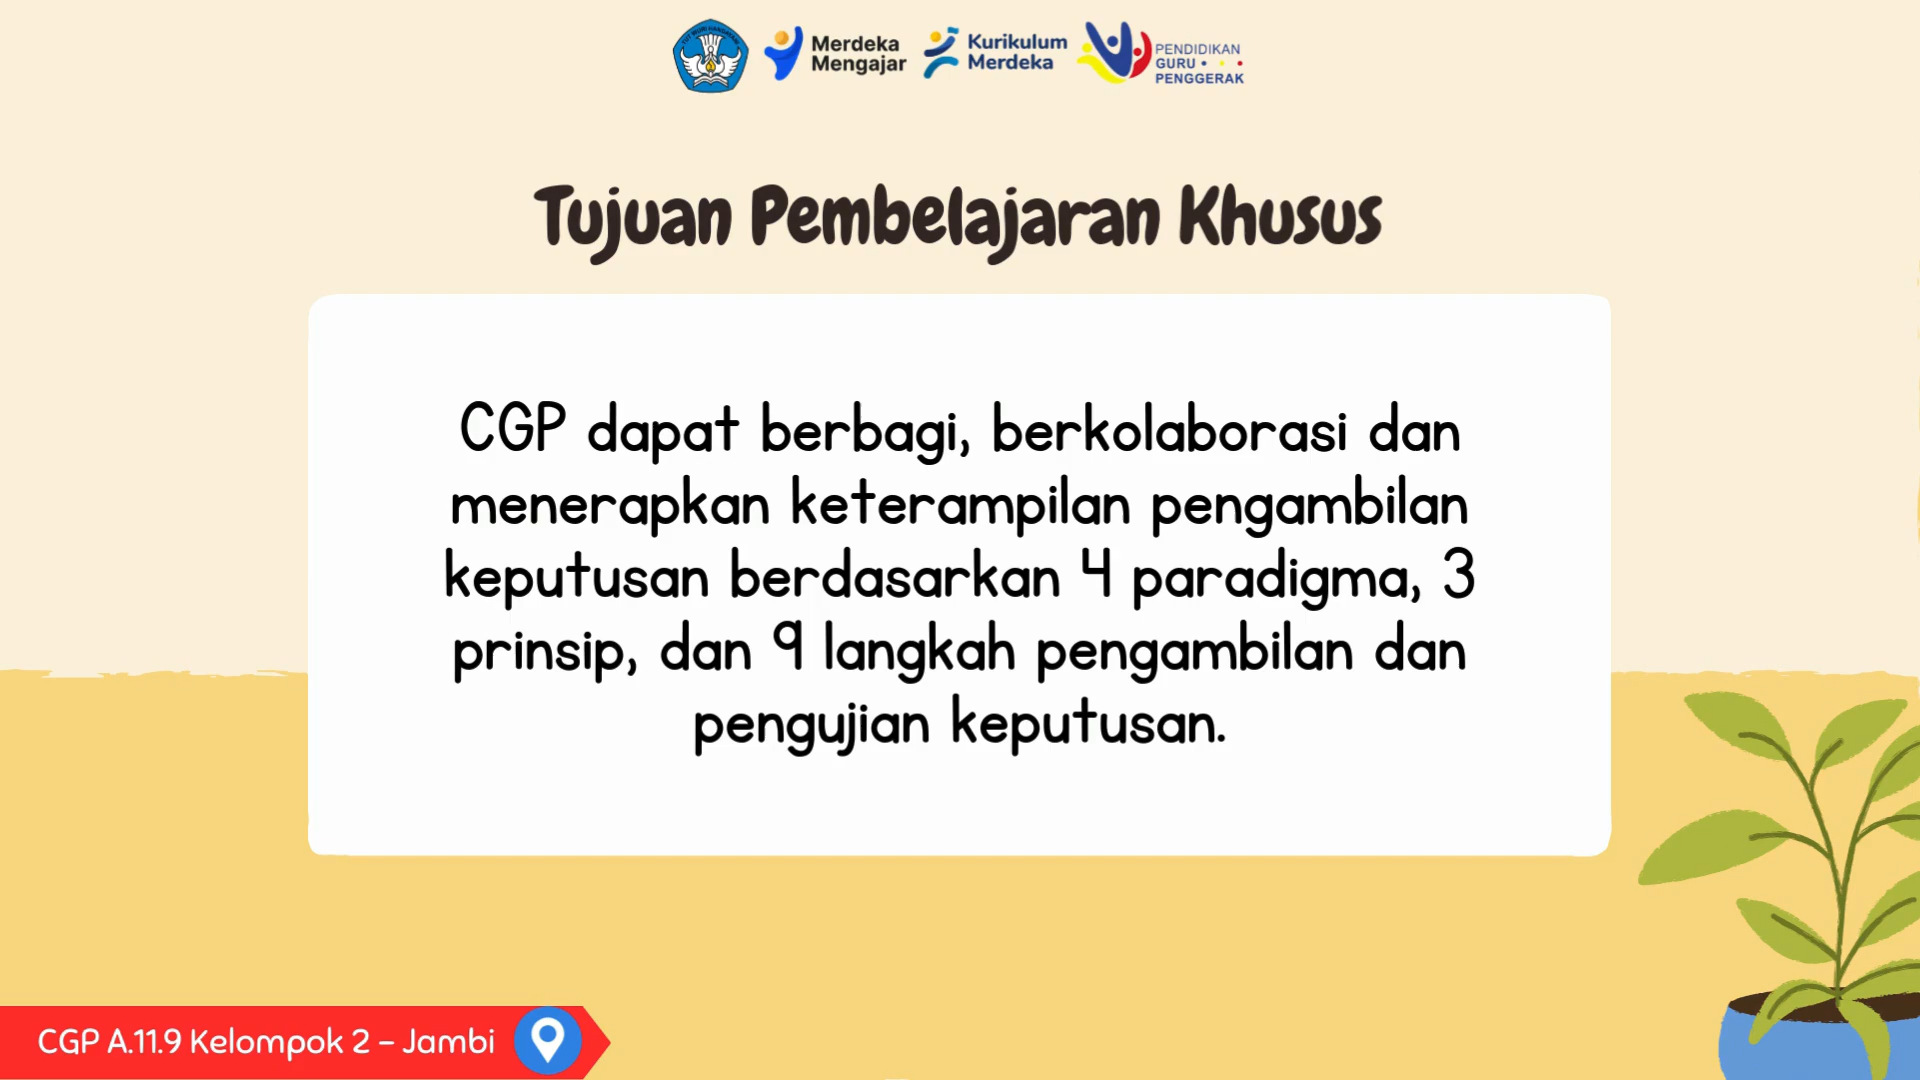 Merdeka
Mengajar
Kurikulum
Merdeka
PENDIDIKAN
GURU
PENGGERAK
Tujuan Pembelajaran Khusus
CGP dapat berbagi, berkolaborasi dan
menerapkan keterampilan pengambilan
keputusan berdasarkan 4 paradigma, 3
prinsip, dan 9 langkah pengambilan dan
pengujian keputusan.
CGP A.11.9 Kelompok 2 - Jambi